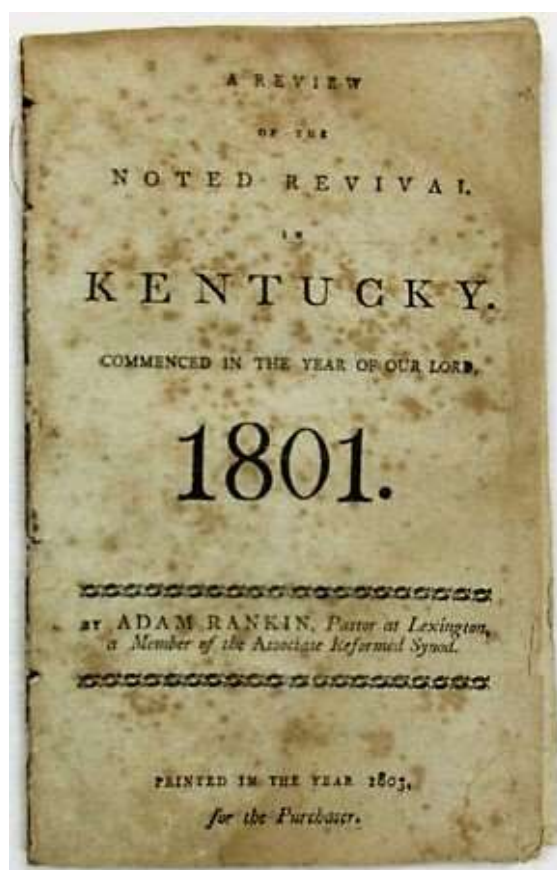 A REVIEW
OF THE
NOTED REVIVAL
IN
KENTUCKY.
COMMENCED IN THE YEAR OF OUR LORD,
1801.
BY ADAM RANKIN, Pastor at Lexington,
a Member of the Associate Reformed Synod.
PRINTED IN THE YEAR 1803,
for the Purchaser.